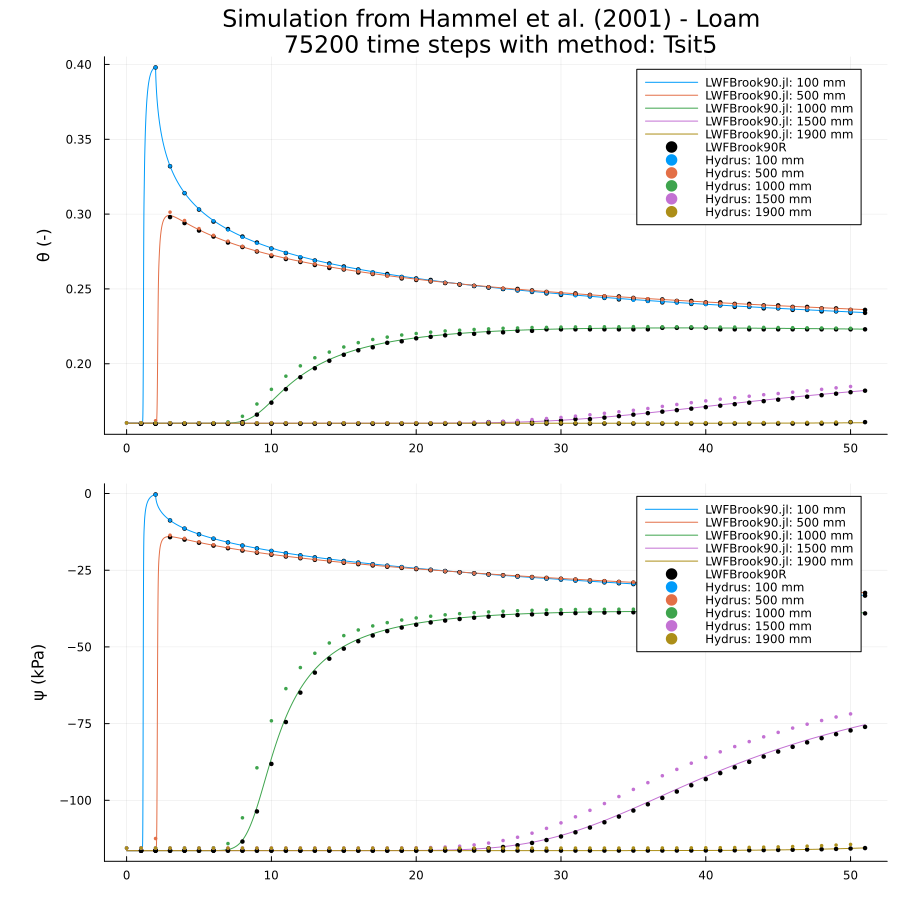 Simulation from Hammel et al. (2001) - Loam
75200 time steps with method: Tsit5
θ (-)
0.40
0.35
0.30
0.25
0.20
LWFBrook90.jl: 100 mm
LWFBrook90.jl: 500 mm
LWFBrook90.jl: 1000 mm
LWFBrook90.jl: 1500 mm
LWFBrook90.jl: 1900 mm
LWFBrook90R
Hydrus: 100 mm
Hydrus: 500 mm
Hydrus: 1000 mm
Hydrus: 1500 mm
Hydrus: 1900 mm
0 10 20 30 40 50
ψ (kPa)
0
−25
−50
−75
−100
LWFBrook90.jl: 100 mm
LWFBrook90.jl: 500 mm
LWFBrook90.jl: 1000 mm
LWFBrook90.jl: 1500 mm
LWFBrook90.jl: 1900 mm
LWFBrook90R
Hydrus: 100 mm
Hydrus: 500 mm
Hydrus: 1000 mm
Hydrus: 1500 mm
Hydrus: 1900 mm
0 10 20 30 40 50